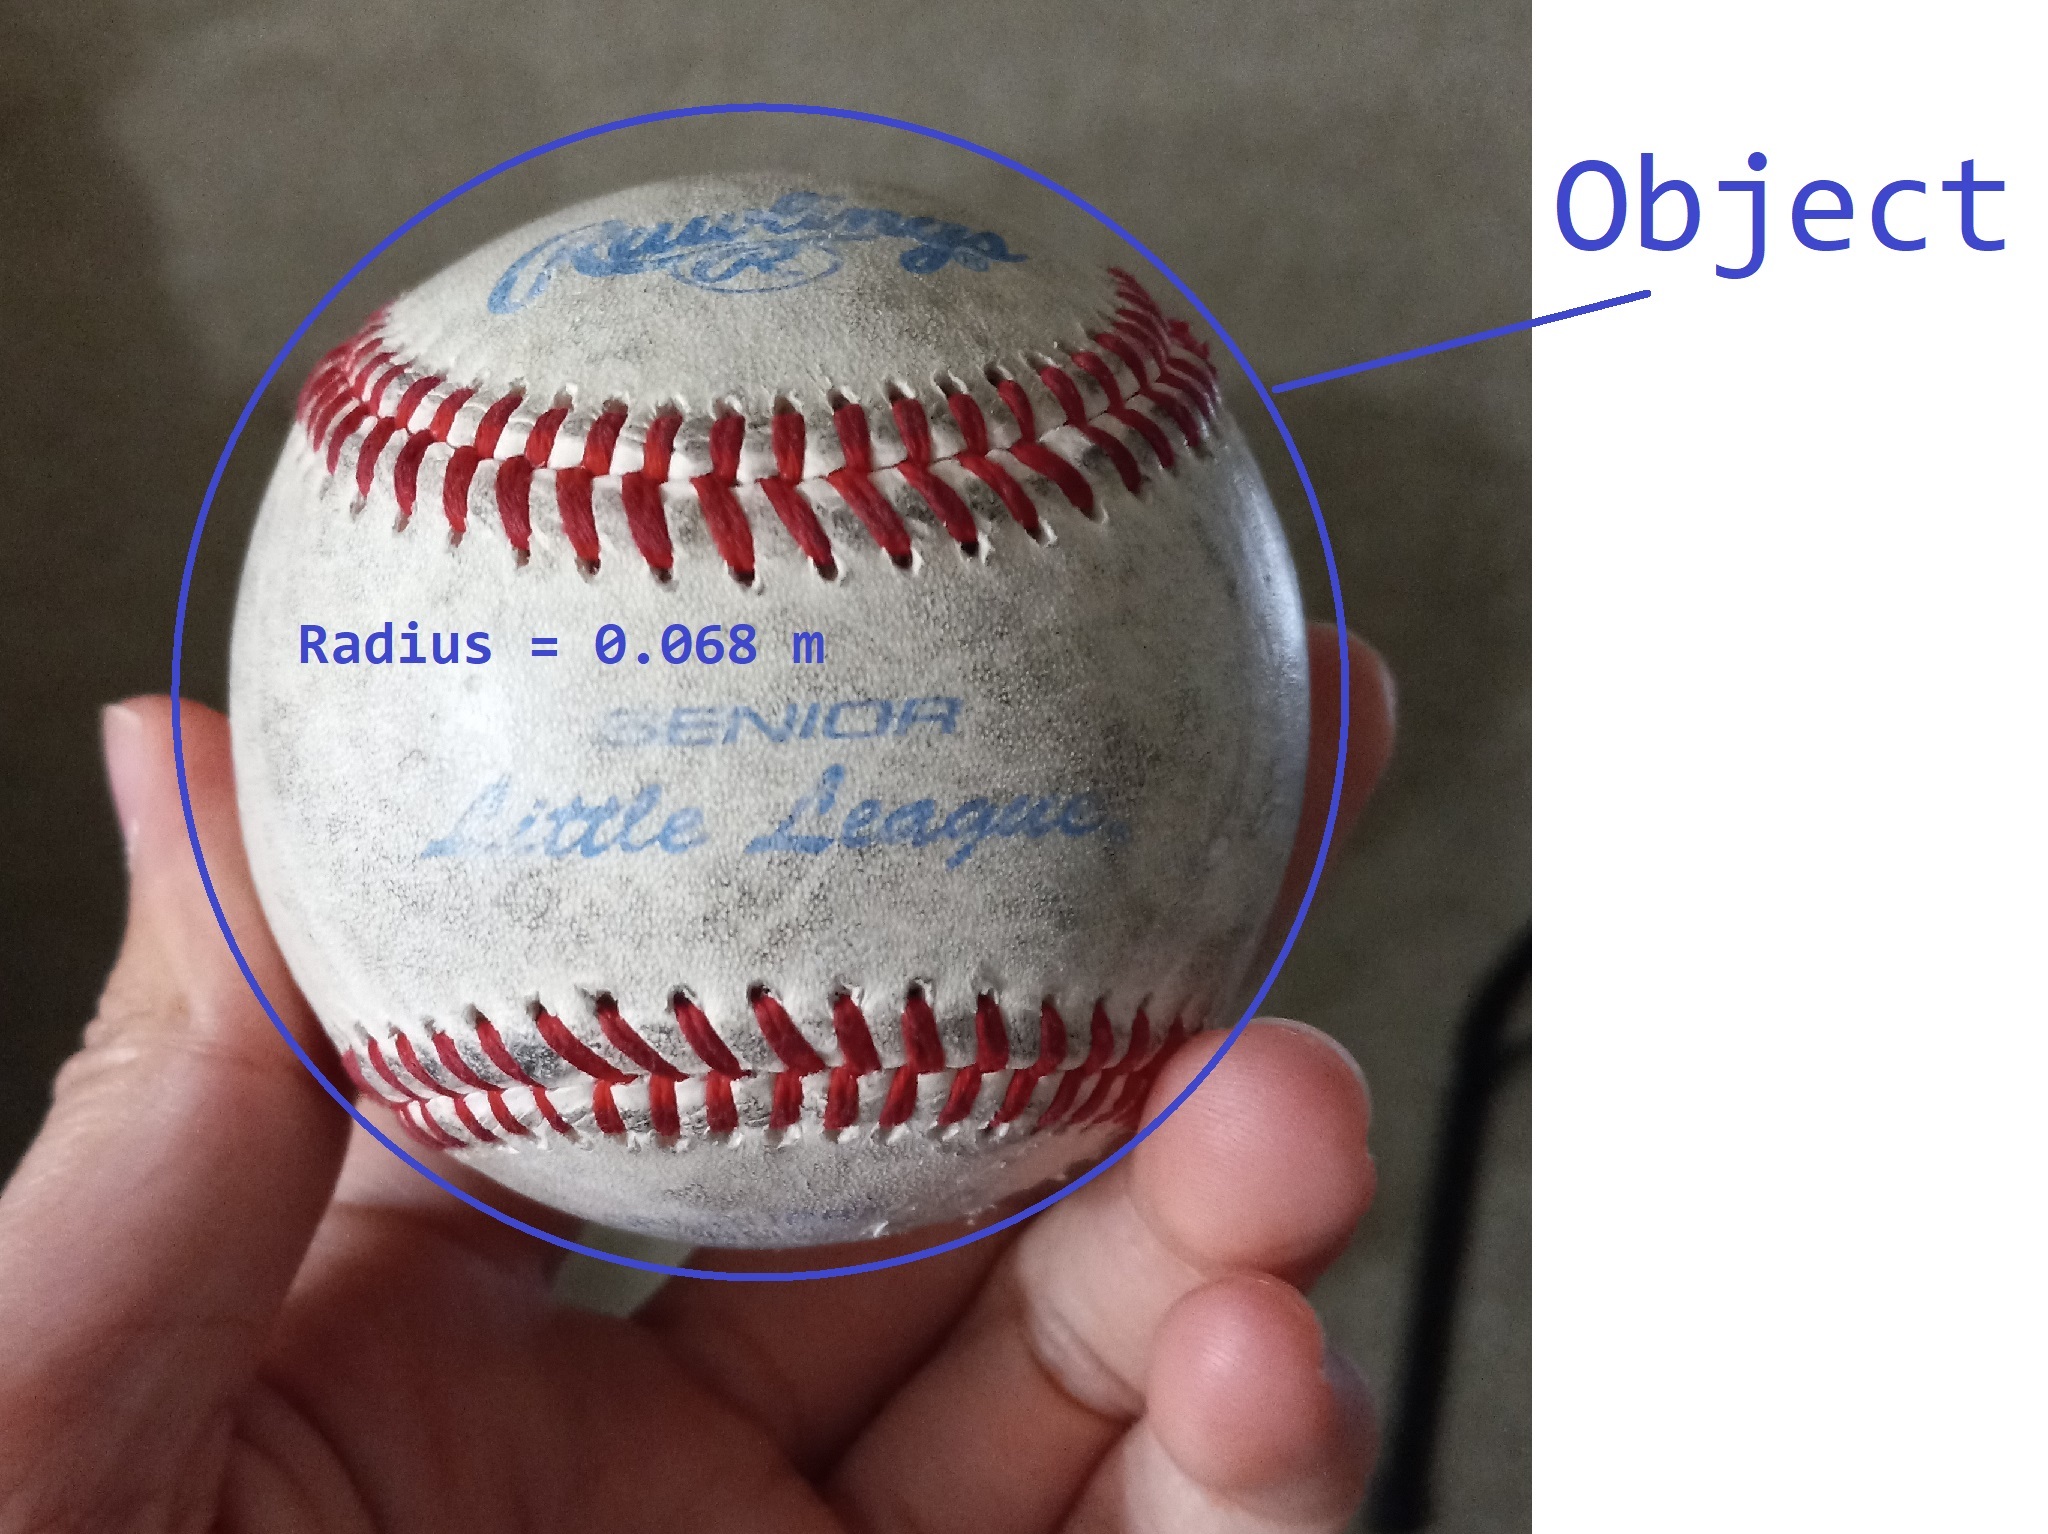 Object
Rawlings
Radius = 0.068 m
SENIOR
Little League